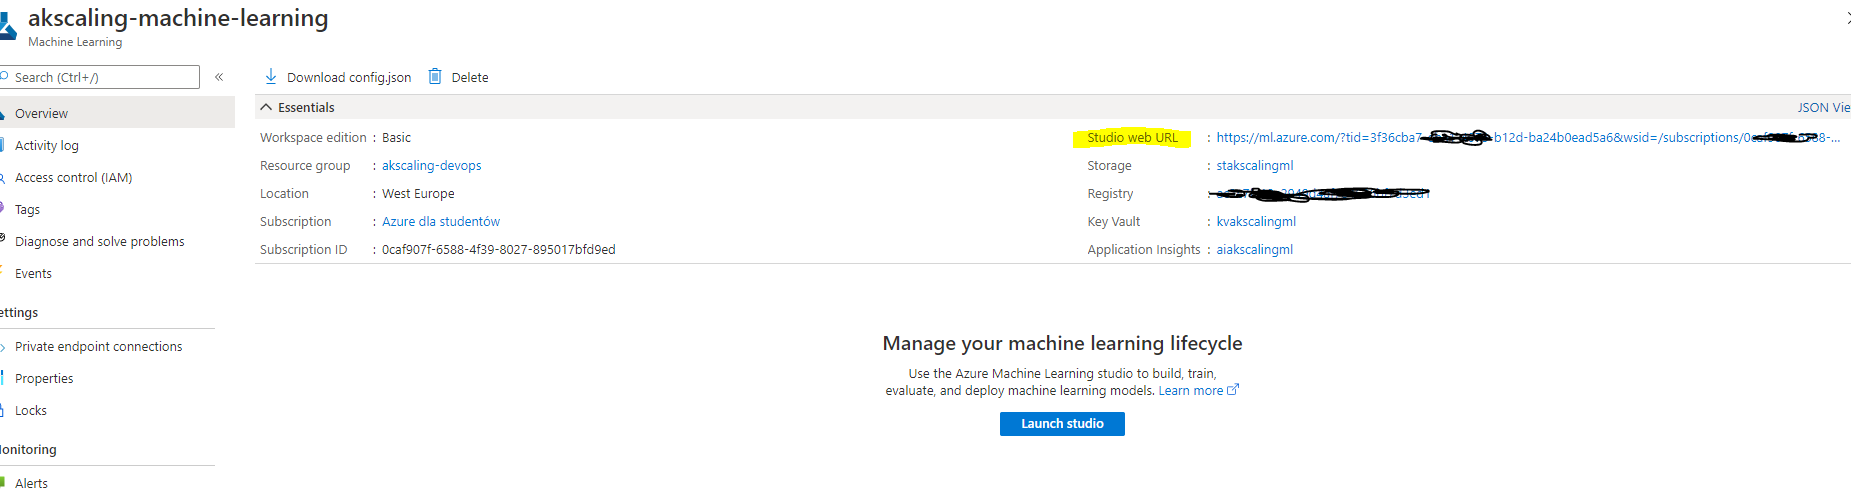 akscaling-machine-learning
Machine Learning
Search (Ctrl+/)
«
Overview
Activity log
Access control (IAM)
Tags
Diagnose and solve problems
Events
ettings
Private endpoint connections
Properties
Locks
onitoring
Alerts
Download config.json Delete
Essentials JSON Vie
Workspace edition : Basic
Resource group : akscaling-devops
Location : West Europe
Subscription : Azure dla studentów
Subscription ID : 0caf907f-6588-4f39-8027-895017bfd9ed
Studio web URL : https://ml.azure.com/?tid=3f36cba7- -b12d-ba24b0ead5a6&wsid=/subscriptions/ 8-...
Storage : stakscalingml
Registry :
Key Vault : kvakscalingml
Application Insights : aiakscalingml
Manage your machine learning lifecycle
Use the Azure Machine Learning studio to build, train,
evaluate, and deploy machine learning models. Learn more
Launch studio